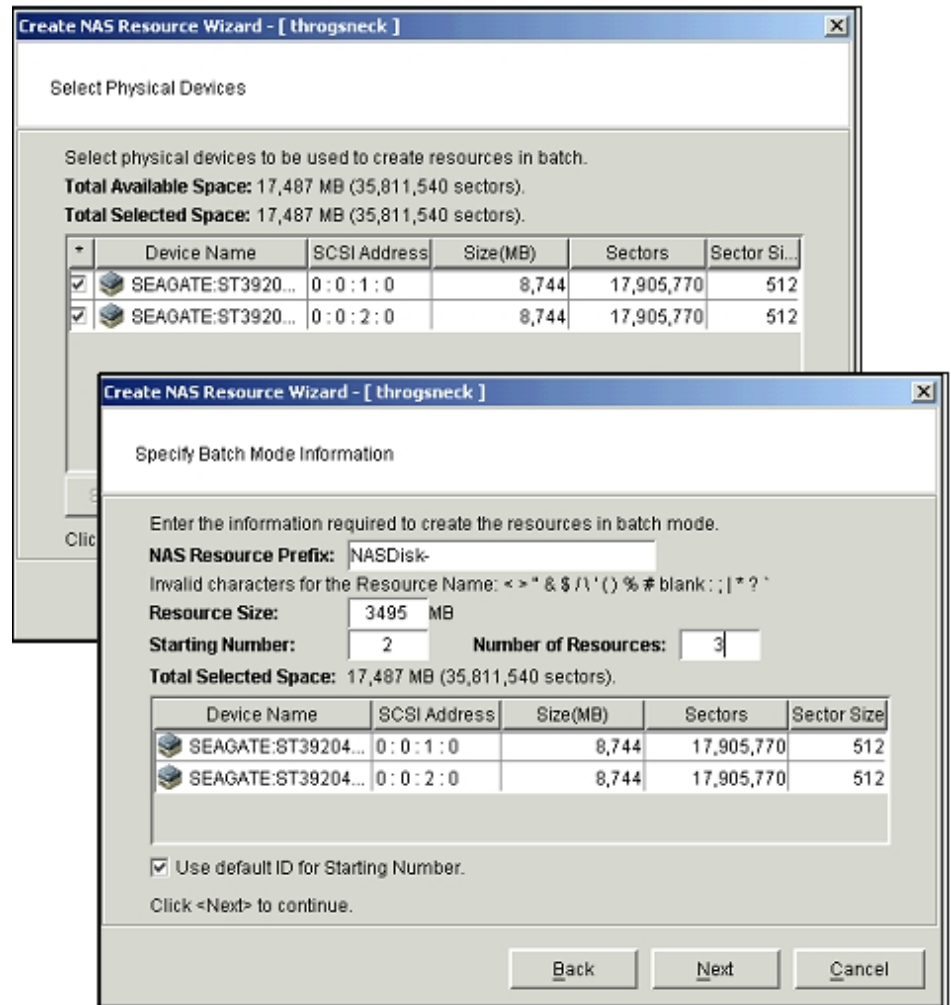 Create NAS Resource Wizard - [ throgsneck ]
Select Physical Devices
Select physical devices to be used to create resources in batch.
Total Available Space: 17,487 MB (35,811,540 sectors).
Total Selected Space: 17,487 MB (35,811,540 sectors).
* Device Name SCSI Address Size(MB) Sectors Sector Si...
SEAGATE:ST3920... 0:0:1:0 8,744 17,905,770 512
SEAGATE:ST3920... 0:0:2:0 8,744 17,905,770 512
Clic
Create NAS Resource Wizard - [ throgsneck ]
Specify Batch Mode Information
Enter the information required to create the resources in batch mode.
NAS Resource Prefix: NASDisk-
Invalid characters for the Resource Name: < > " & $ / \ ' ( ) % # blank : ; | * ? `
Resource Size: 3495 MB
Starting Number: 2 Number of Resources: 3
Total Selected Space: 17,487 MB (35,811,540 sectors).
Device Name SCSI Address Size(MB) Sectors Sector Size
SEAGATE:ST39204... 0:0:1:0 8,744 17,905,770 512
SEAGATE:ST39204... 0:0:2:0 8,744 17,905,770 512
Use default ID for Starting Number.
Click <Next> to continue.
Back Next Cancel